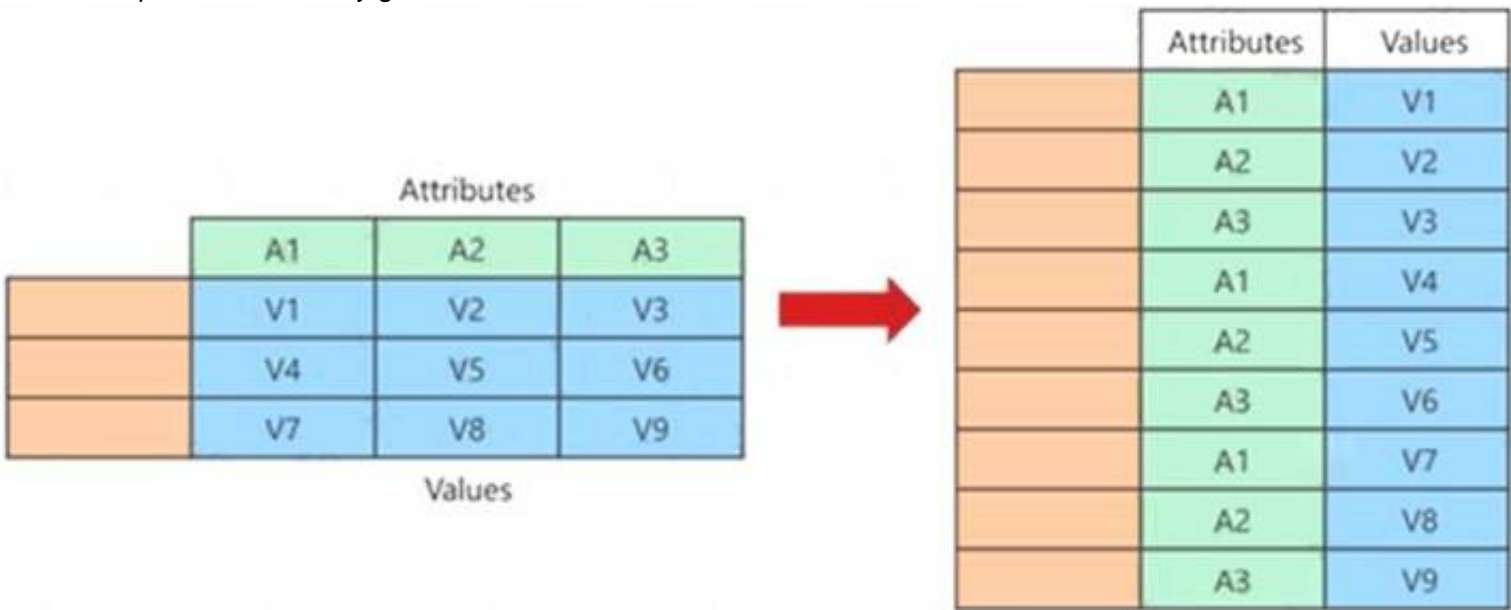 Attributes
A1 A2 A3
V1 V2 V3
V4 V5 V6
V7 V8 V9
Values
Attributes Values
A1 V1
A2 V2
A3 V3
A1 V4
A2 V5
A3 V6
A1 V7
A2 V8
A3 V9